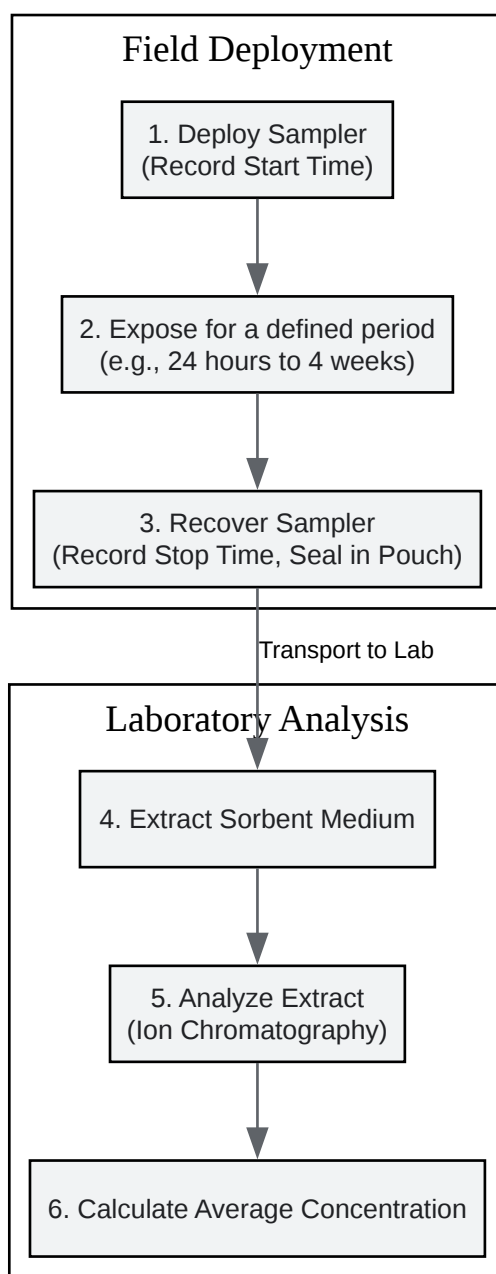 Field Deployment
1. Deploy Sampler
(Record Start Time)
2. Expose for a defined period
(e.g., 24 hours to 4 weeks)
3. Recover Sampler
(Record Stop Time, Seal in Pouch)
Transport to Lab
Laboratory Analysis
4. Extract Sorbent Medium
5. Analyze Extract
(Ion Chromatography)
6. Calculate Average Concentration